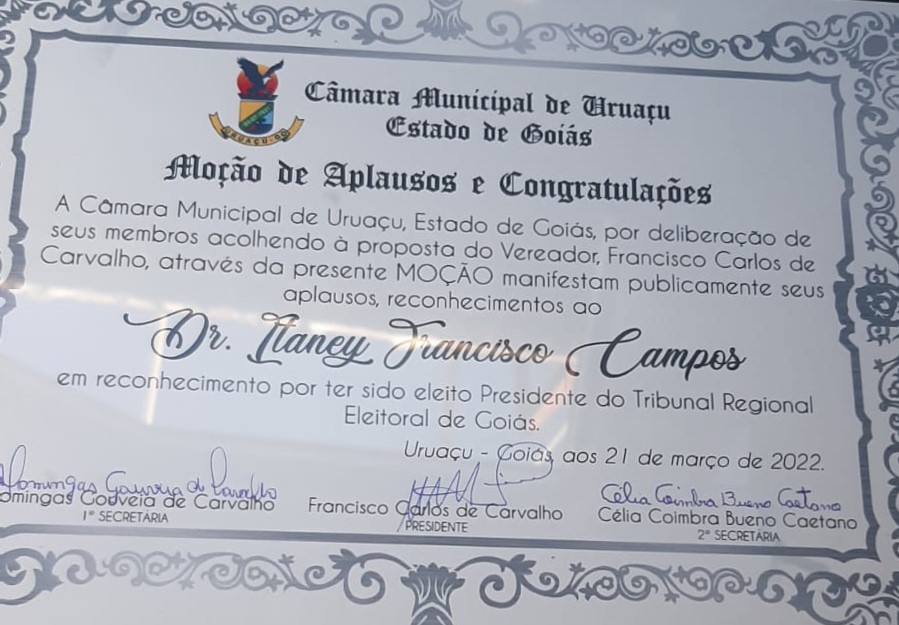 Câmara Municipal de Uruaçu
Estado de Goiás
URUAÇU-GO
Moção de Aplausos e Congratulações
A Câmara Municipal de Uruaçu, Estado de Goiás, por deliberação de
seus membros acolhendo à proposta do Vereador, Francisco Carlos de
Carvalho, através da presente MOÇÃO manifestam publicamente seus
aplausos, reconhecimentos ao
Dr. Itaney Francisco Campos
em reconhecimento por ter sido eleito Presidente do Tribunal Regional
Eleitoral de Goiás.
Uruaçu - Goiás, aos 21 de março de 2022.
Domingas Gouveia de Carvalho
Célia Coimbra Bueno Caetano
omingas Gouveia de Carvalho
1ª SECRETÁRIA
Francisco Carlos de Carvalho
PRESIDENTE
Célia Coimbra Bueno Caetano
2ª SECRETÁRIA